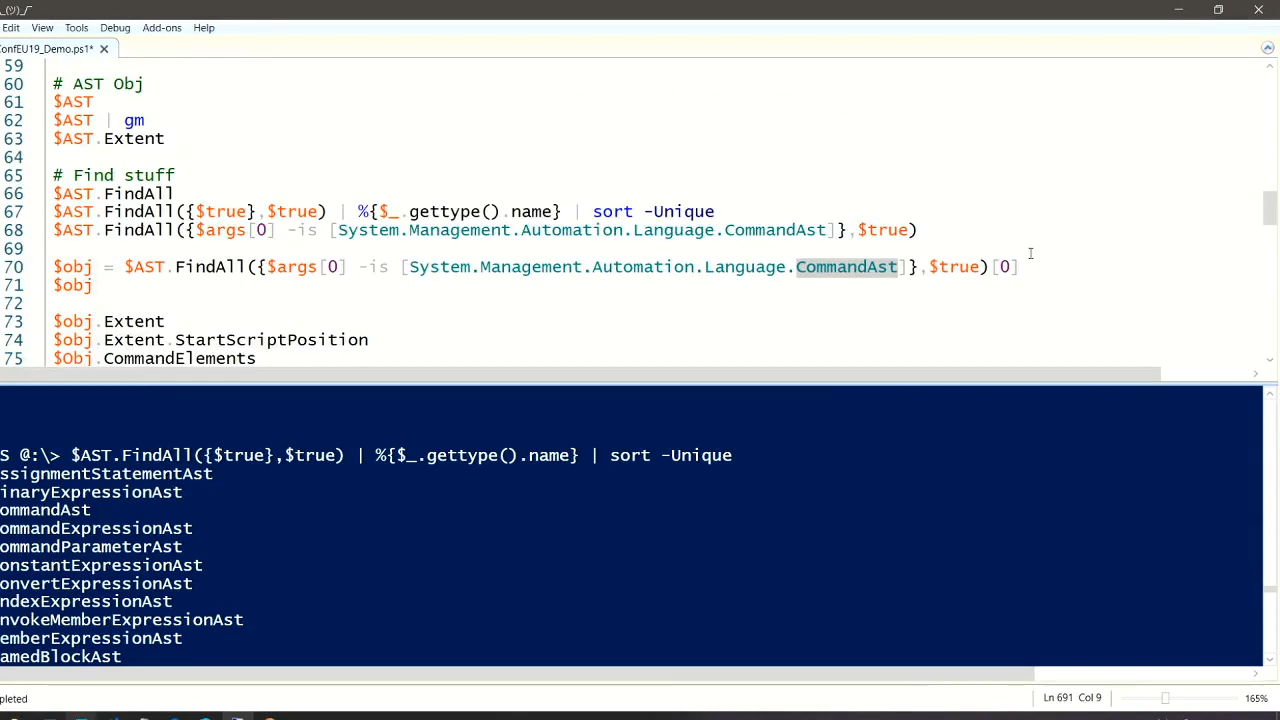 _(ツ)_/¯
Edit View Tools Debug Add-ons Help
onfEU19_Demo.ps1*
59
60 # AST Obj
61 $AST
62 $AST | gm
63 $AST.Extent
64
65 # Find stuff
66 $AST.FindAll
67 $AST.FindAll({$true},$true) | %{$_.gettype().name} | sort -Unique
68 $AST.FindAll({$args[0] -is [System.Management.Automation.Language.CommandAst]},$true)
69
70 $obj = $AST.FindAll({$args[0] -is [System.Management.Automation.Language.CommandAst]},$true)[0]
71 $obj
72
73 $obj.Extent
74 $obj.Extent.StartScriptPosition
75 $Obj.CommandElements
S @:\> $AST.FindAll({$true},$true) | %{$_.gettype().name} | sort -Unique
ssignmentStatementAst
inaryExpressionAst
ommandAst
ommandExpressionAst
ommandParameterAst
onstantExpressionAst
onvertExpressionAst
ndexExpressionAst
nvokeMemberExpressionAst
emberExpressionAst
amedBlockAst
pleted Ln 691 Col 9 165%